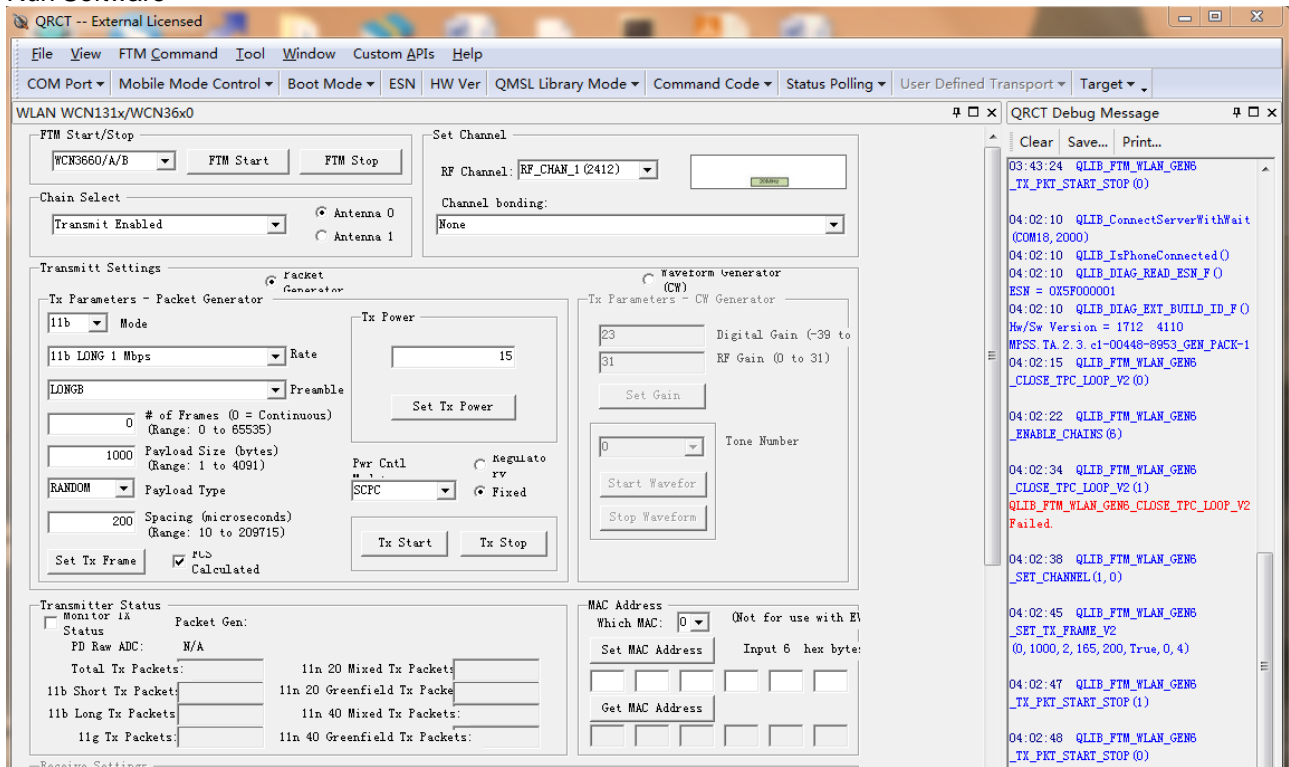 Run Software
QRCT -- External Licensed
File View FTM Command Tool Window Custom APIs Help
COM Port Mobile Mode Control Boot Mode ESN HW Ver QMSL Library Mode Command Code Status Polling User Defined Transport Target
WLAN WCN131x/WCN36x0
FTM Start/Stop
WCN3660/A/B FTM Start FTM Stop
Set Channel
RF Channel: RF_CHAN_1(2412)
20MHz
Channel bonding:
None
Chain Select
Transmit Enabled
Antenna 0
Antenna 1
Transmitt Settings
Packet
Generator
Waveform Generator
(CW)
Tx Parameters - Packet Generator
11b Mode
11b LONG 1 Mbps Rate
LONGB Preamble
0 # of Frames (0 = Continuous)
(Range: 0 to 65535)
1000 Payload Size (bytes)
(Range: 1 to 4091)
RANDOM Payload Type
200 Spacing (microseconds)
(Range: 10 to 209715)
Set Tx Frame FCS
Calculated
Tx Power
15
Set Tx Power
Pwr Cntl
SCPC
Regulato
ry
Fixed
Tx Start Tx Stop
Tx Parameters - CW Generator
23 Digital Gain (-39 to
31 RF Gain (0 to 31)
Set Gain
0 Tone Number
Start Wavefor
Stop Waveform
Transmitter Status
Monitor TX
Status
Packet Gen:
PD Raw ADC: N/A
Total Tx Packets: 11n 20 Mixed Tx Packets
11b Short Tx Packet: 11n 20 Greenfield Tx Packe
11b Long Tx Packets 11n 40 Mixed Tx Packets:
11g Tx Packets: 11n 40 Greenfield Tx Packets:
MAC Address
Which MAC: 0 (Not for use with E
Set MAC Address Input 6 hex byte:
Get MAC Address
Receive Settings
QRCT Debug Message
Clear Save... Print...
03:43:24 QLIB_FTM_WLAN_GEN6
_TX_PKT_START_STOP(0)
04:02:10 QLIB_ConnectServerWithWait
(COM18,2000)
04:02:10 QLIB_IsPhoneConnected()
04:02:10 QLIB_DIAG_READ_ESN_F()
ESN = 0X5F000001
04:02:10 QLIB_DIAG_EXT_BUILD_ID_F()
Hw/Sw Version = 1712 4110
MPSS.TA.2.3.c1-00448-8953_GEN_PACK-1
04:02:15 QLIB_FTM_WLAN_GEN6
_CLOSE_TPC_LOOP_V2(0)
04:02:22 QLIB_FTM_WLAN_GEN6
_ENABLE_CHAINS(6)
04:02:34 QLIB_FTM_WLAN_GEN6
_CLOSE_TPC_LOOP_V2(1)
QLIB_FTM_WLAN_GEN6_CLOSE_TPC_LOOP_V2
Failed.
04:02:38 QLIB_FTM_WLAN_GEN6
_SET_CHANNEL(1,0)
04:02:45 QLIB_FTM_WLAN_GEN6
_SET_TX_FRAME_V2
(0,1000,2,165,200,True,0,4)
04:02:47 QLIB_FTM_WLAN_GEN6
_TX_PKT_START_STOP(1)
04:02:48 QLIB_FTM_WLAN_GEN6
_TX_PKT_START_STOP(0)